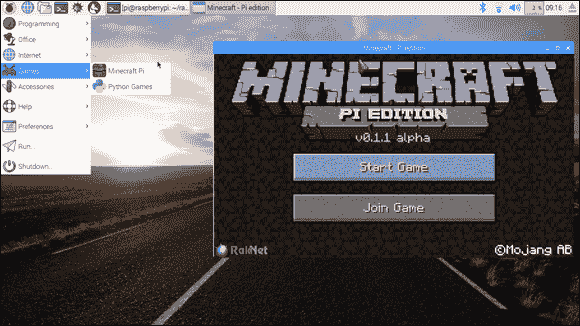 [pi@raspberrypi: ~/ra...
Minecraft - Pi edition
2 %
09:16
Programming
Office
Internet
Games
Accessories
Help
Preferences
Run...
Shutdown...
Minecraft Pi
Python Games
Minecraft - Pi edition
MINECRAFT
PI EDITION
v0.1.1 alpha
Start Game
Join Game
RakNet
©Mojang AB